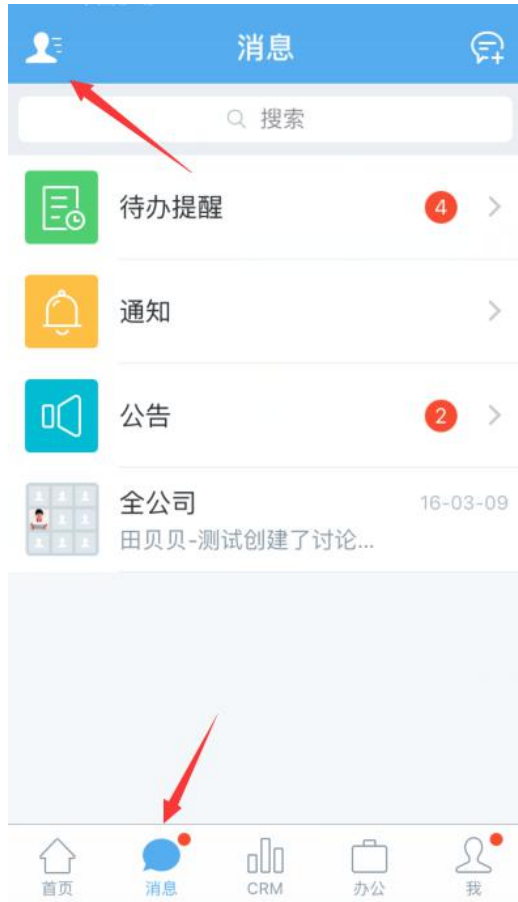 消息
搜索
待办提醒
4
通知
公告
2
全公司
16-03-09
田贝贝-测试创建了讨论...
首页
消息
CRM
办公
我